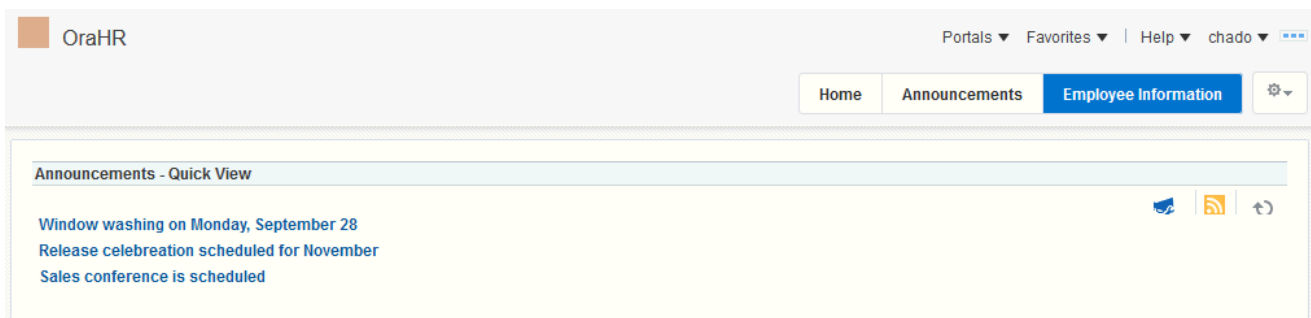 OraHR
Portals Favorites Help chado
Home Announcements Employee Information
Announcements - Quick View
Window washing on Monday, September 28
Release celebreation scheduled for November
Sales conference is scheduled